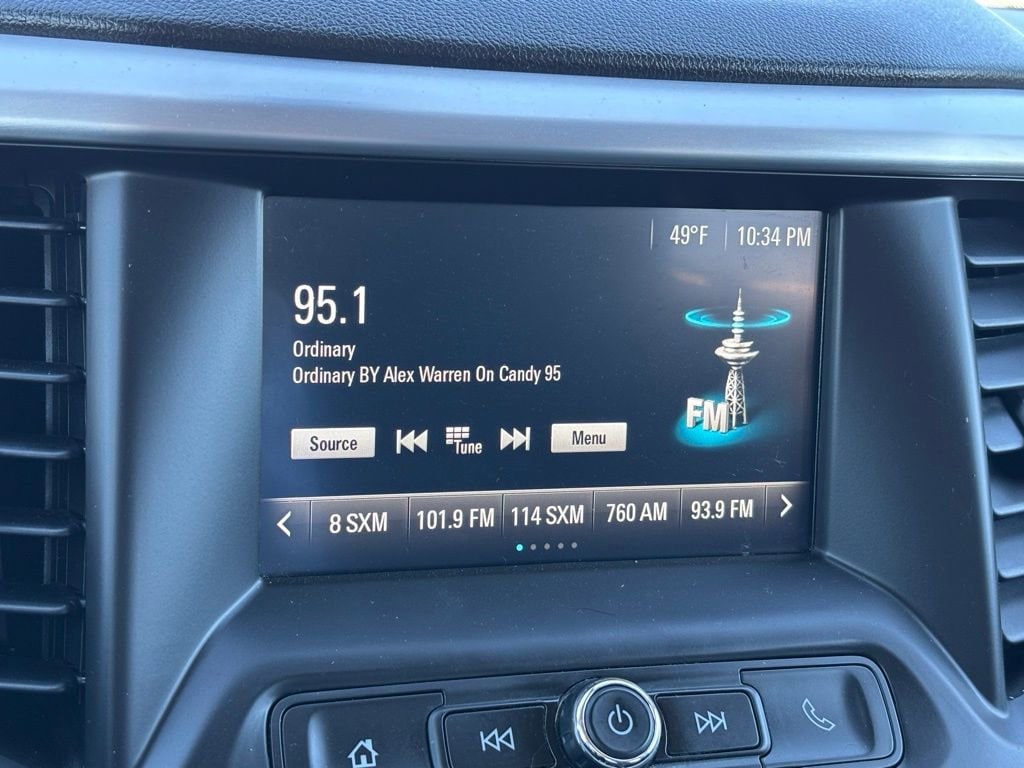 49°F 10:34 PM
95.1
Ordinary
Ordinary BY Alex Warren On Candy 95
FM
Source Tune Menu
8 SXM 101.9 FM 114 SXM 760 AM 93.9 FM